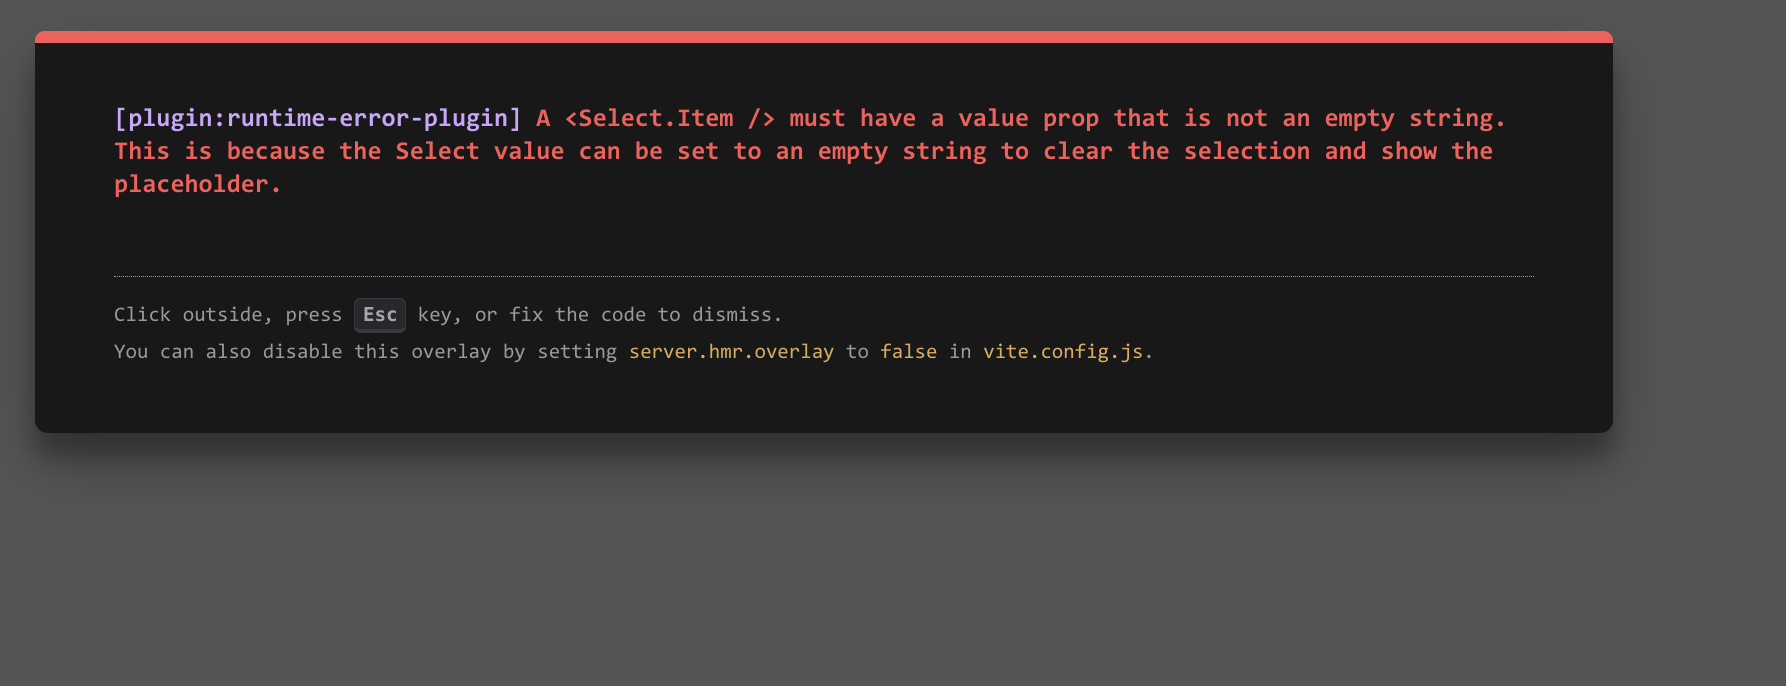 [plugin:runtime-error-plugin] A <Select.Item /> must have a value prop that is not an empty string.
This is because the Select value can be set to an empty string to clear the selection and show the
placeholder.
Click outside, press Esc key, or fix the code to dismiss.
You can also disable this overlay by setting server.hmr.overlay to false in vite.config.js.